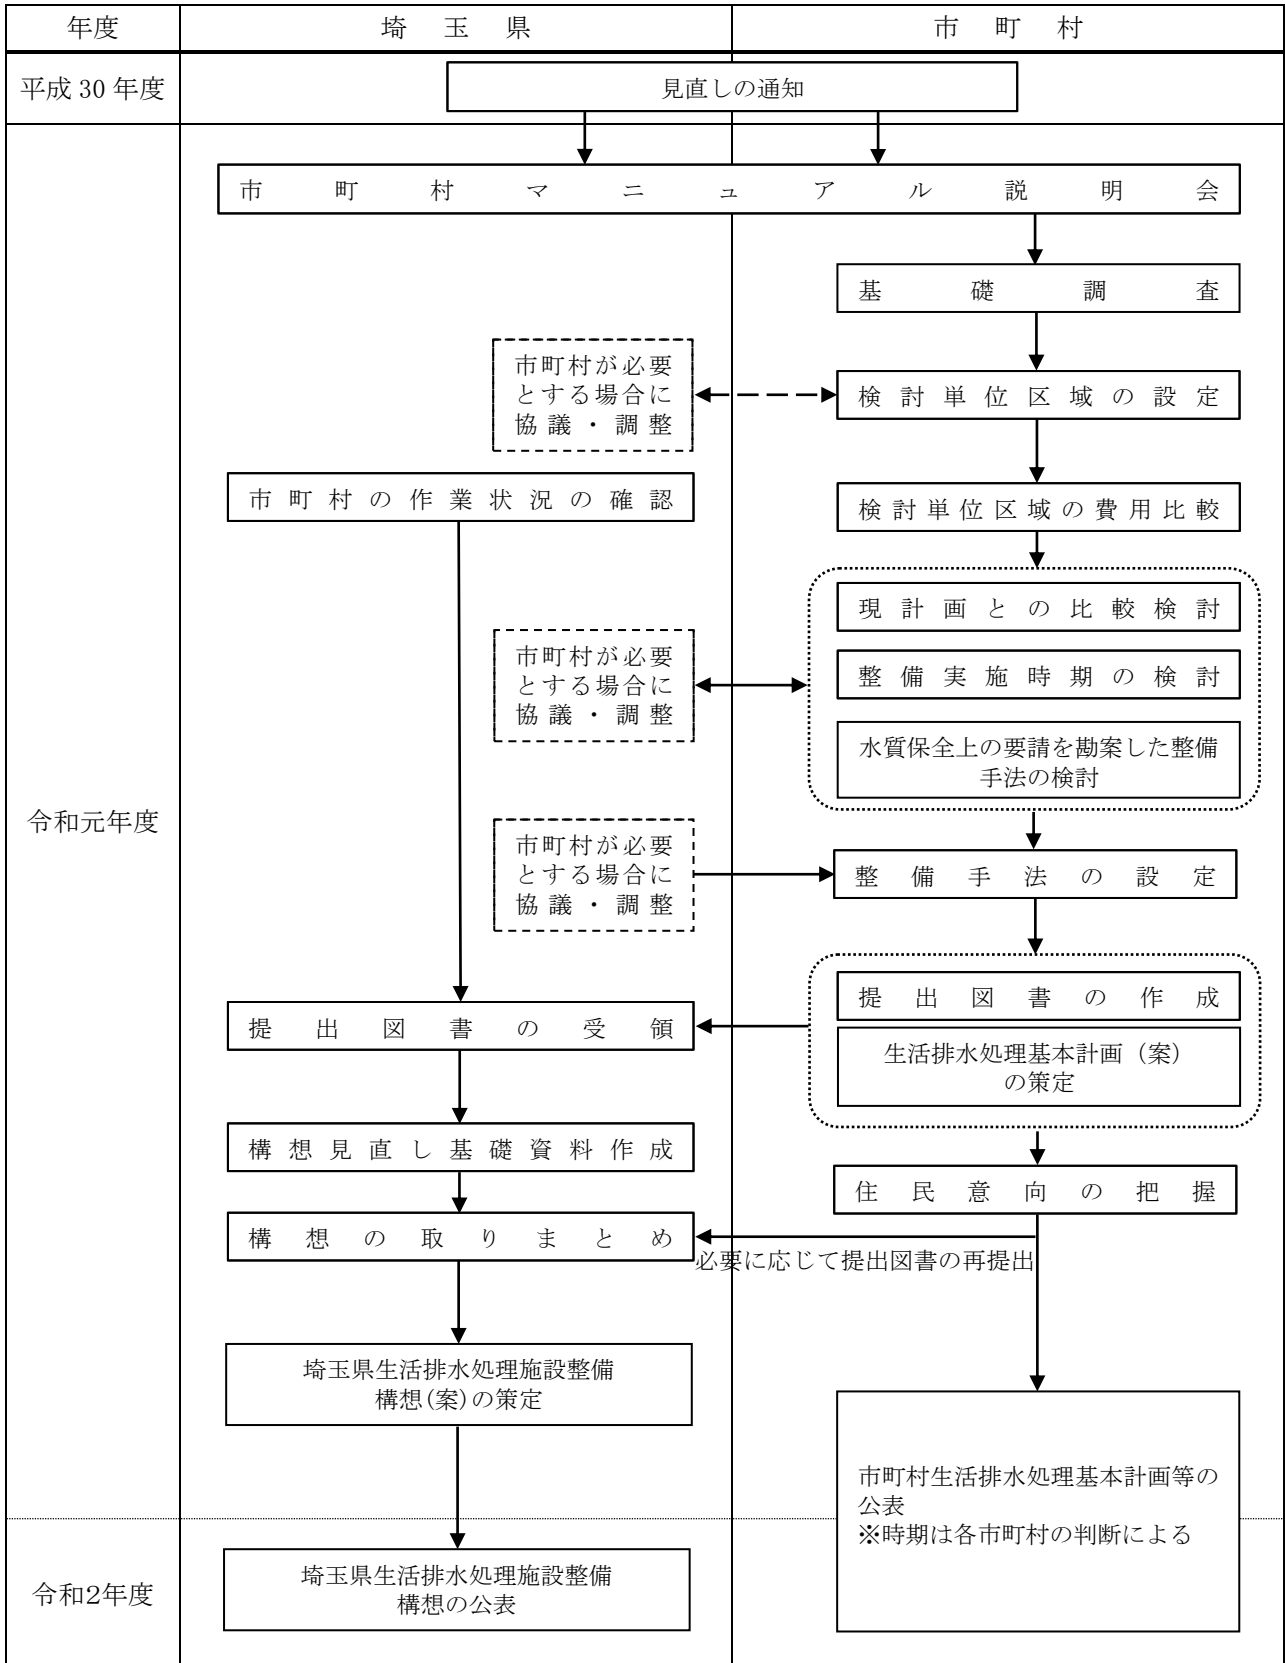 年度
埼玉県
市町村
平成30年度
見直しの通知
市町村マニュアル説明会
基礎調査
市町村が必要
とする場合に
協議・調整
検討単位区域の設定
市町村の作業状況の確認
検討単位区域の費用比較
現計画との比較検討
市町村が必要
とする場合に
協議・調整
整備実施時期の検討
水質保全上の要請を勘案した整備
手法の検討
令和元年度
市町村が必要
とする場合に
協議・調整
整備手法の設定
提出図書の作成
提出図書の受領
生活排水処理基本計画（案）
の策定
構想見直し基礎資料作成
住民意向の把握
構想の取りまとめ
必要に応じて提出図書の再提出
埼玉県生活排水処理施設整備
構想(案)の策定
市町村生活排水処理基本計画等の
公表
※時期は各市町村の判断による
令和2年度
埼玉県生活排水処理施設整備
構想の公表